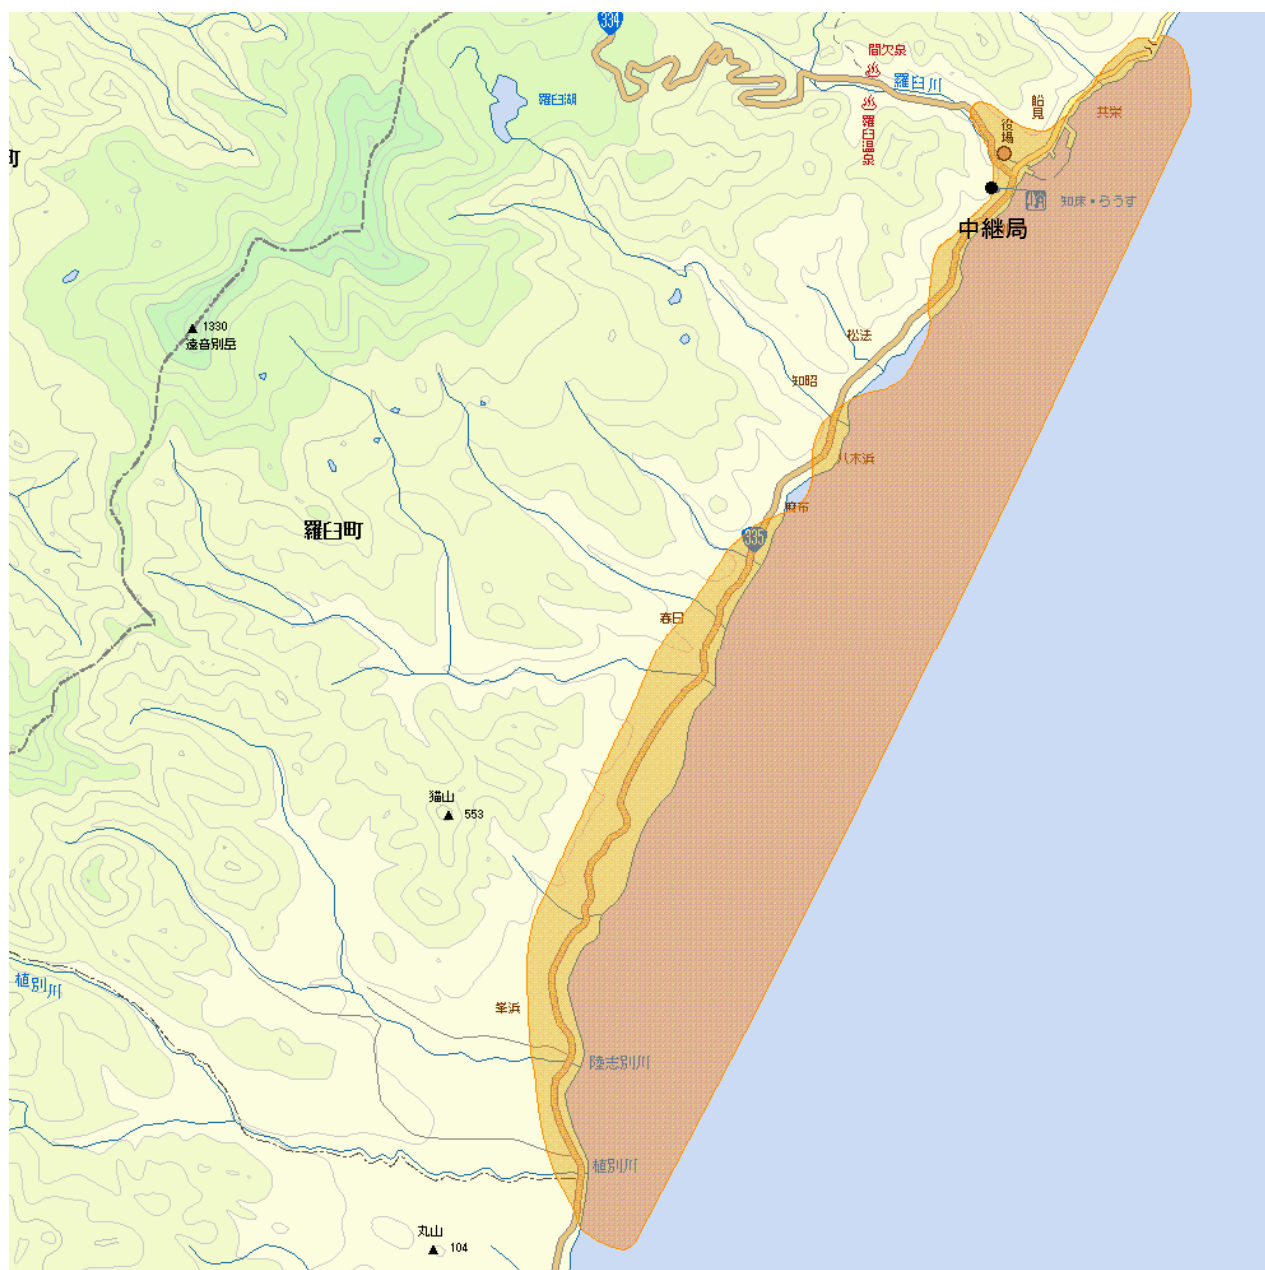 334
間欠泉
羅臼川
羅臼湖
船見
共栄
役場
羅臼温泉
町
知床・らうす
中継局
1330
遠音別岳
松法
知昭
八木浜
麻布
羅臼町
335
春日
猫山
553
植別川
峯浜
陸志別川
植別川
丸山
104